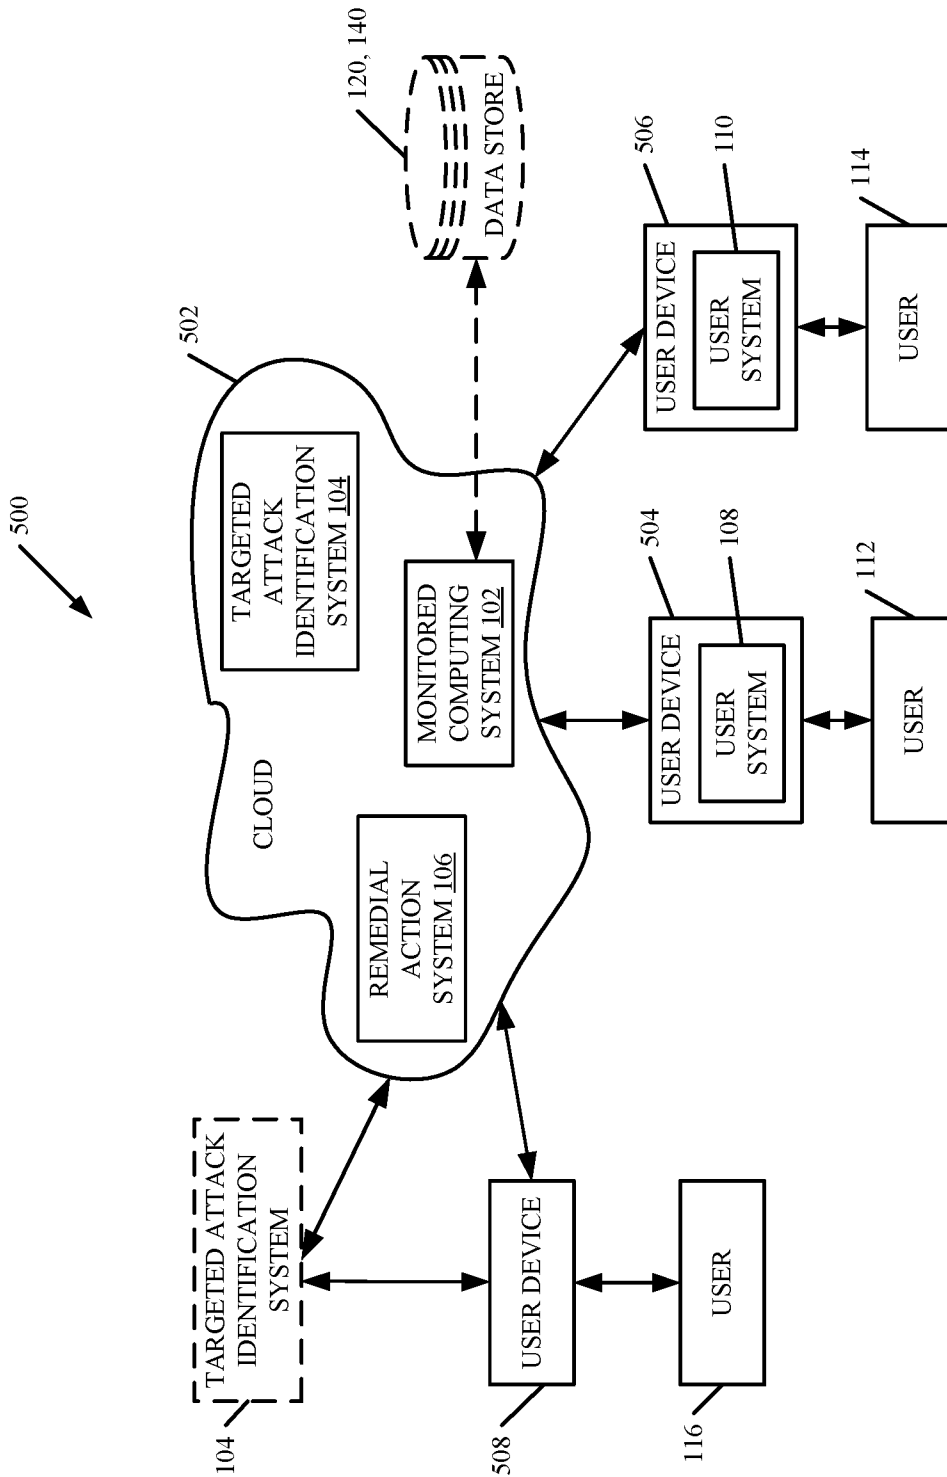 500
502
CLOUD
TARGETED
ATTACK
IDENTIFICATION
SYSTEM 104
REMEDIAL
ACTION
SYSTEM 106
MONITORED
COMPUTING
SYSTEM 102
120, 140
DATA STORE
TARGETED ATTACK
IDENTIFICATION
SYSTEM
104
USER DEVICE
508
USER
116
USER DEVICE
504
USER
SYSTEM
108
USER
112
USER DEVICE
506
USER
SYSTEM
110
USER
114